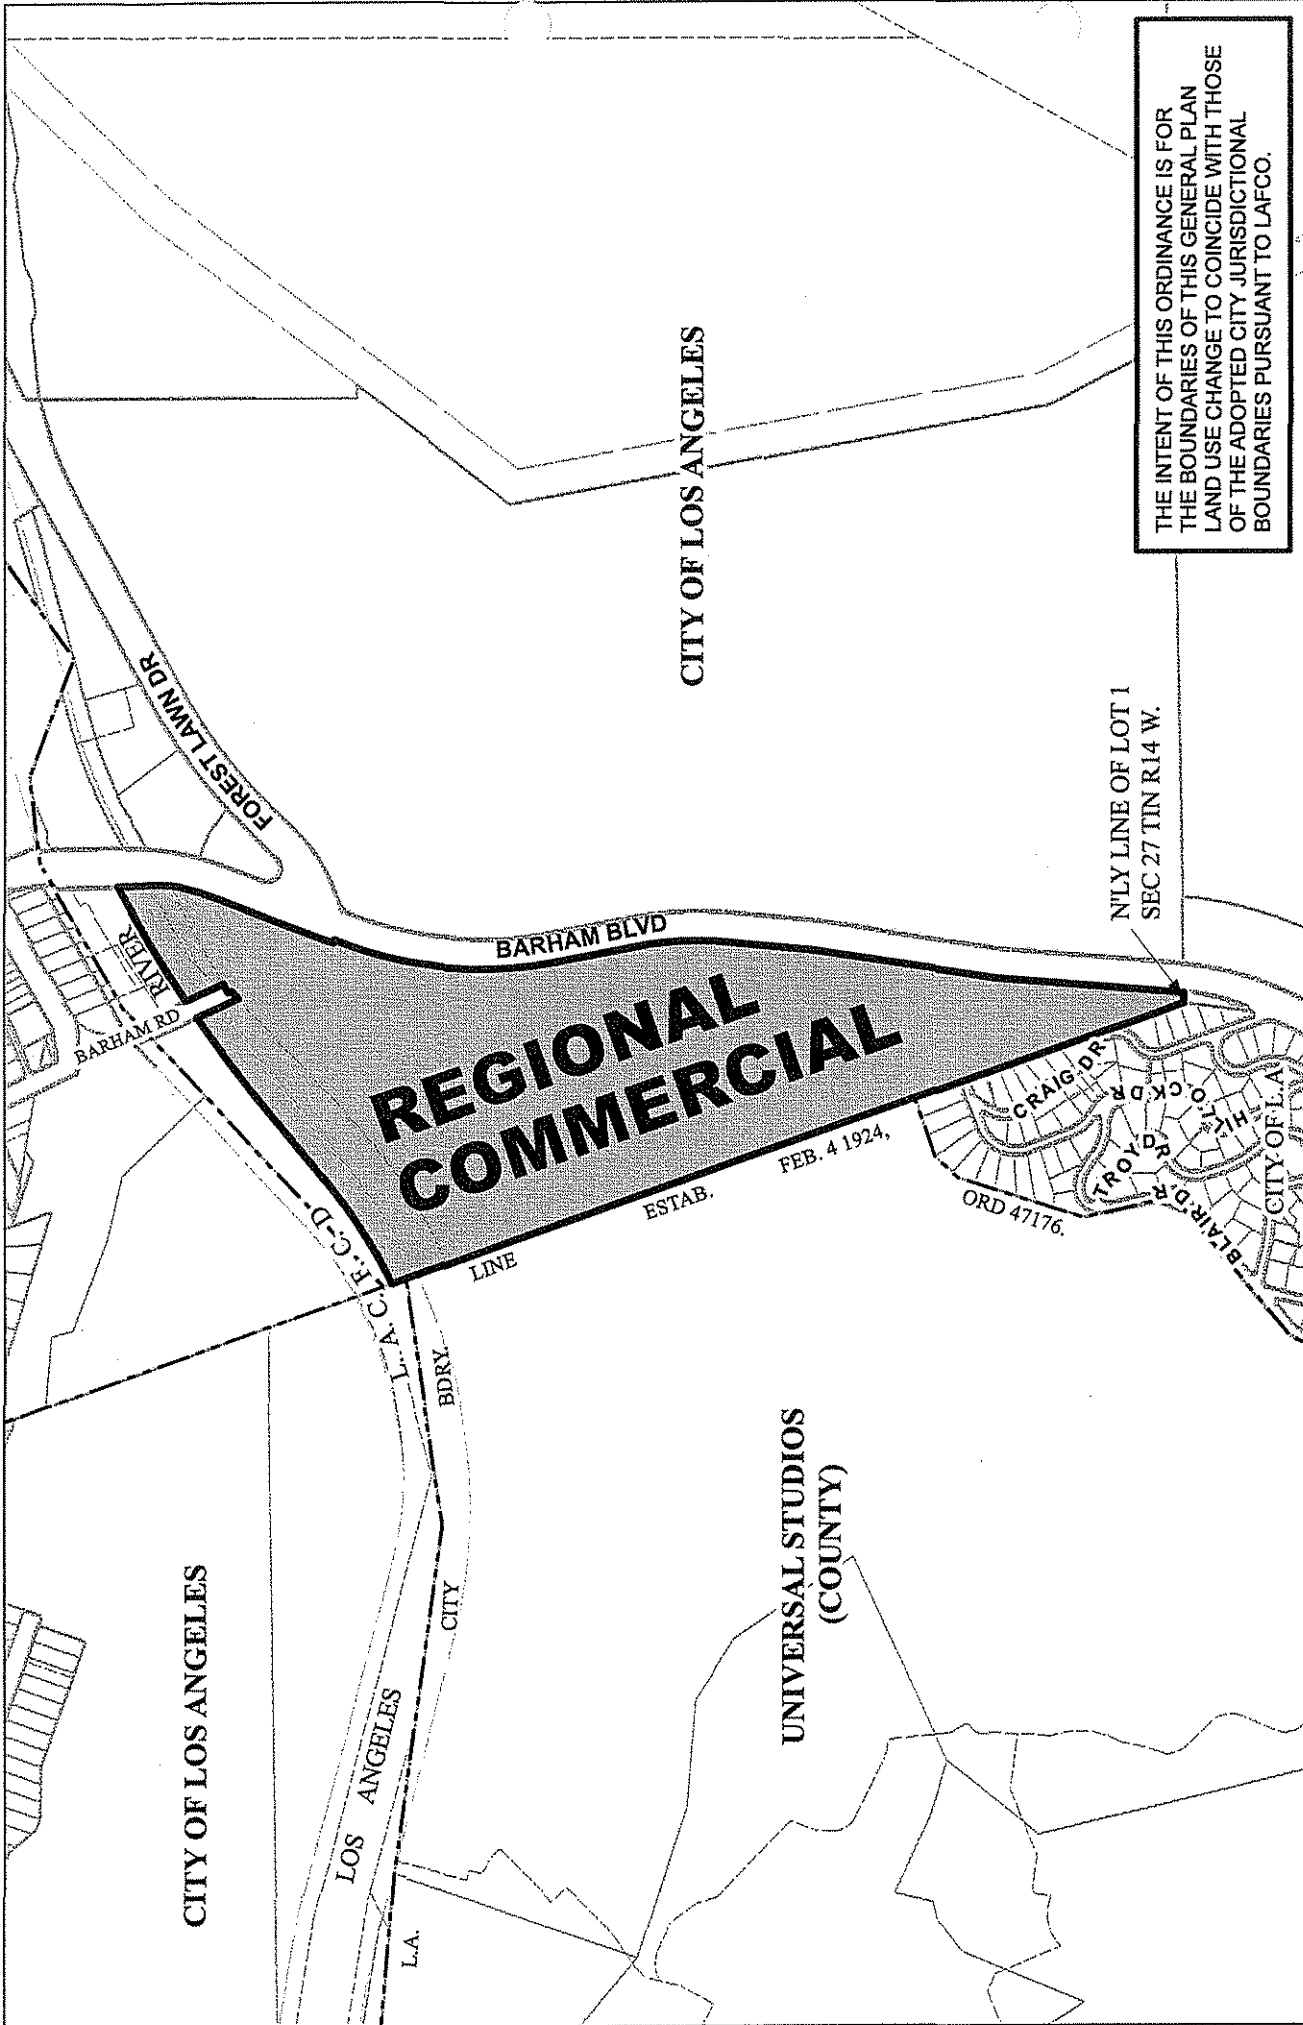 CITY OF LOS ANGELES
LOS ANGELES
L.A. CITY BDRY. LINE ESTAB. FEB. 4 1924, ORD 47176.
L. A. C. F. C. D.
RIVER
BARHAM RD
FOREST LAWN DR
BARHAM BLVD
REGIONAL
COMMERCIAL
CITY OF LOS ANGELES
UNIVERSAL STUDIOS
(COUNTY)
CRAIG DR
HILLOCK DR
TROY DR
BLAIR DR
CITY OF LA
N'LY LINE OF LOT 1
SEC 27 TIN R14 W.
THE INTENT OF THIS ORDINANCE IS FOR
THE BOUNDARIES OF THIS GENERAL PLAN
LAND USE CHANGE TO COINCIDE WITH THOSE
OF THE ADOPTED CITY JURISDICTIONAL
BOUNDARIES PURSUANT TO LAFCO.